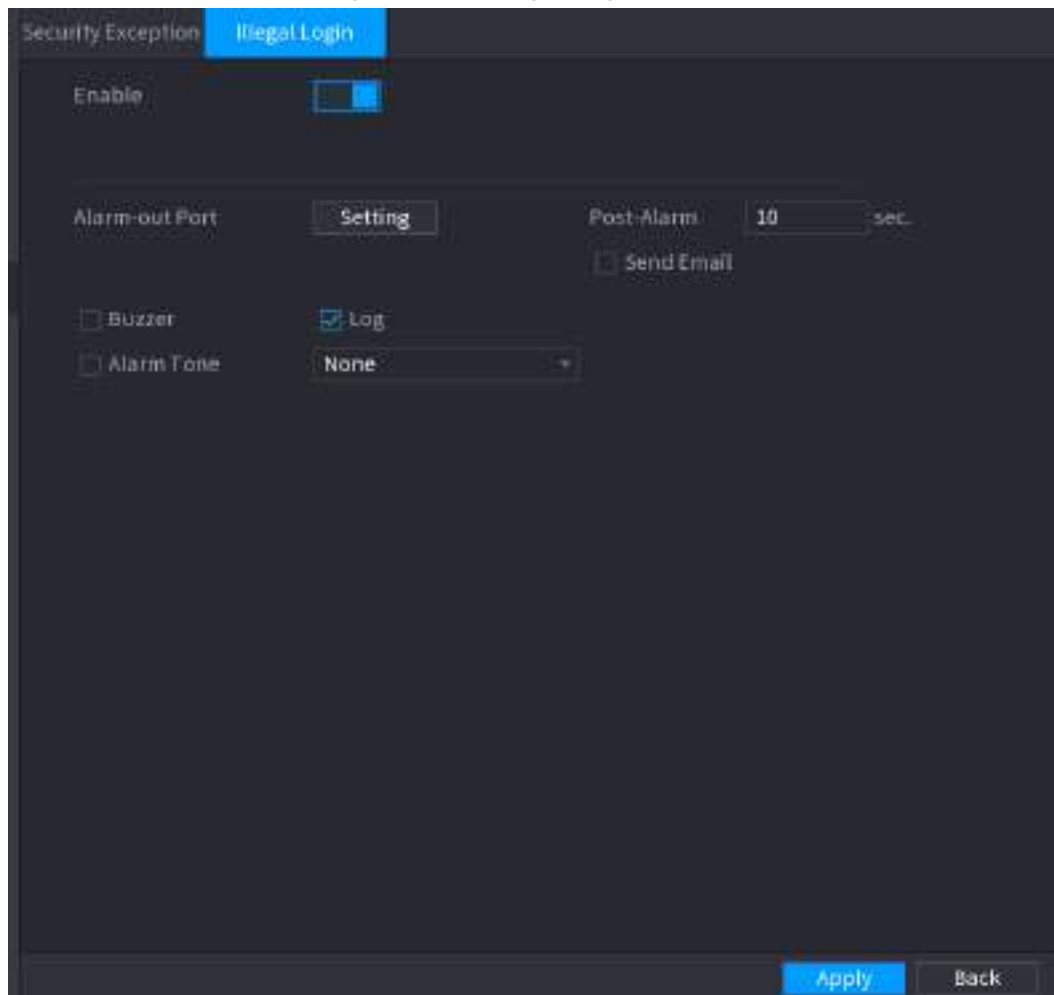 Security Exception Illegal Login
Enable
Alarm-out Port Setting Post-Alarm 10 sec.
Send Email
Buzzer Log
Alarm Tone None
Apply Back